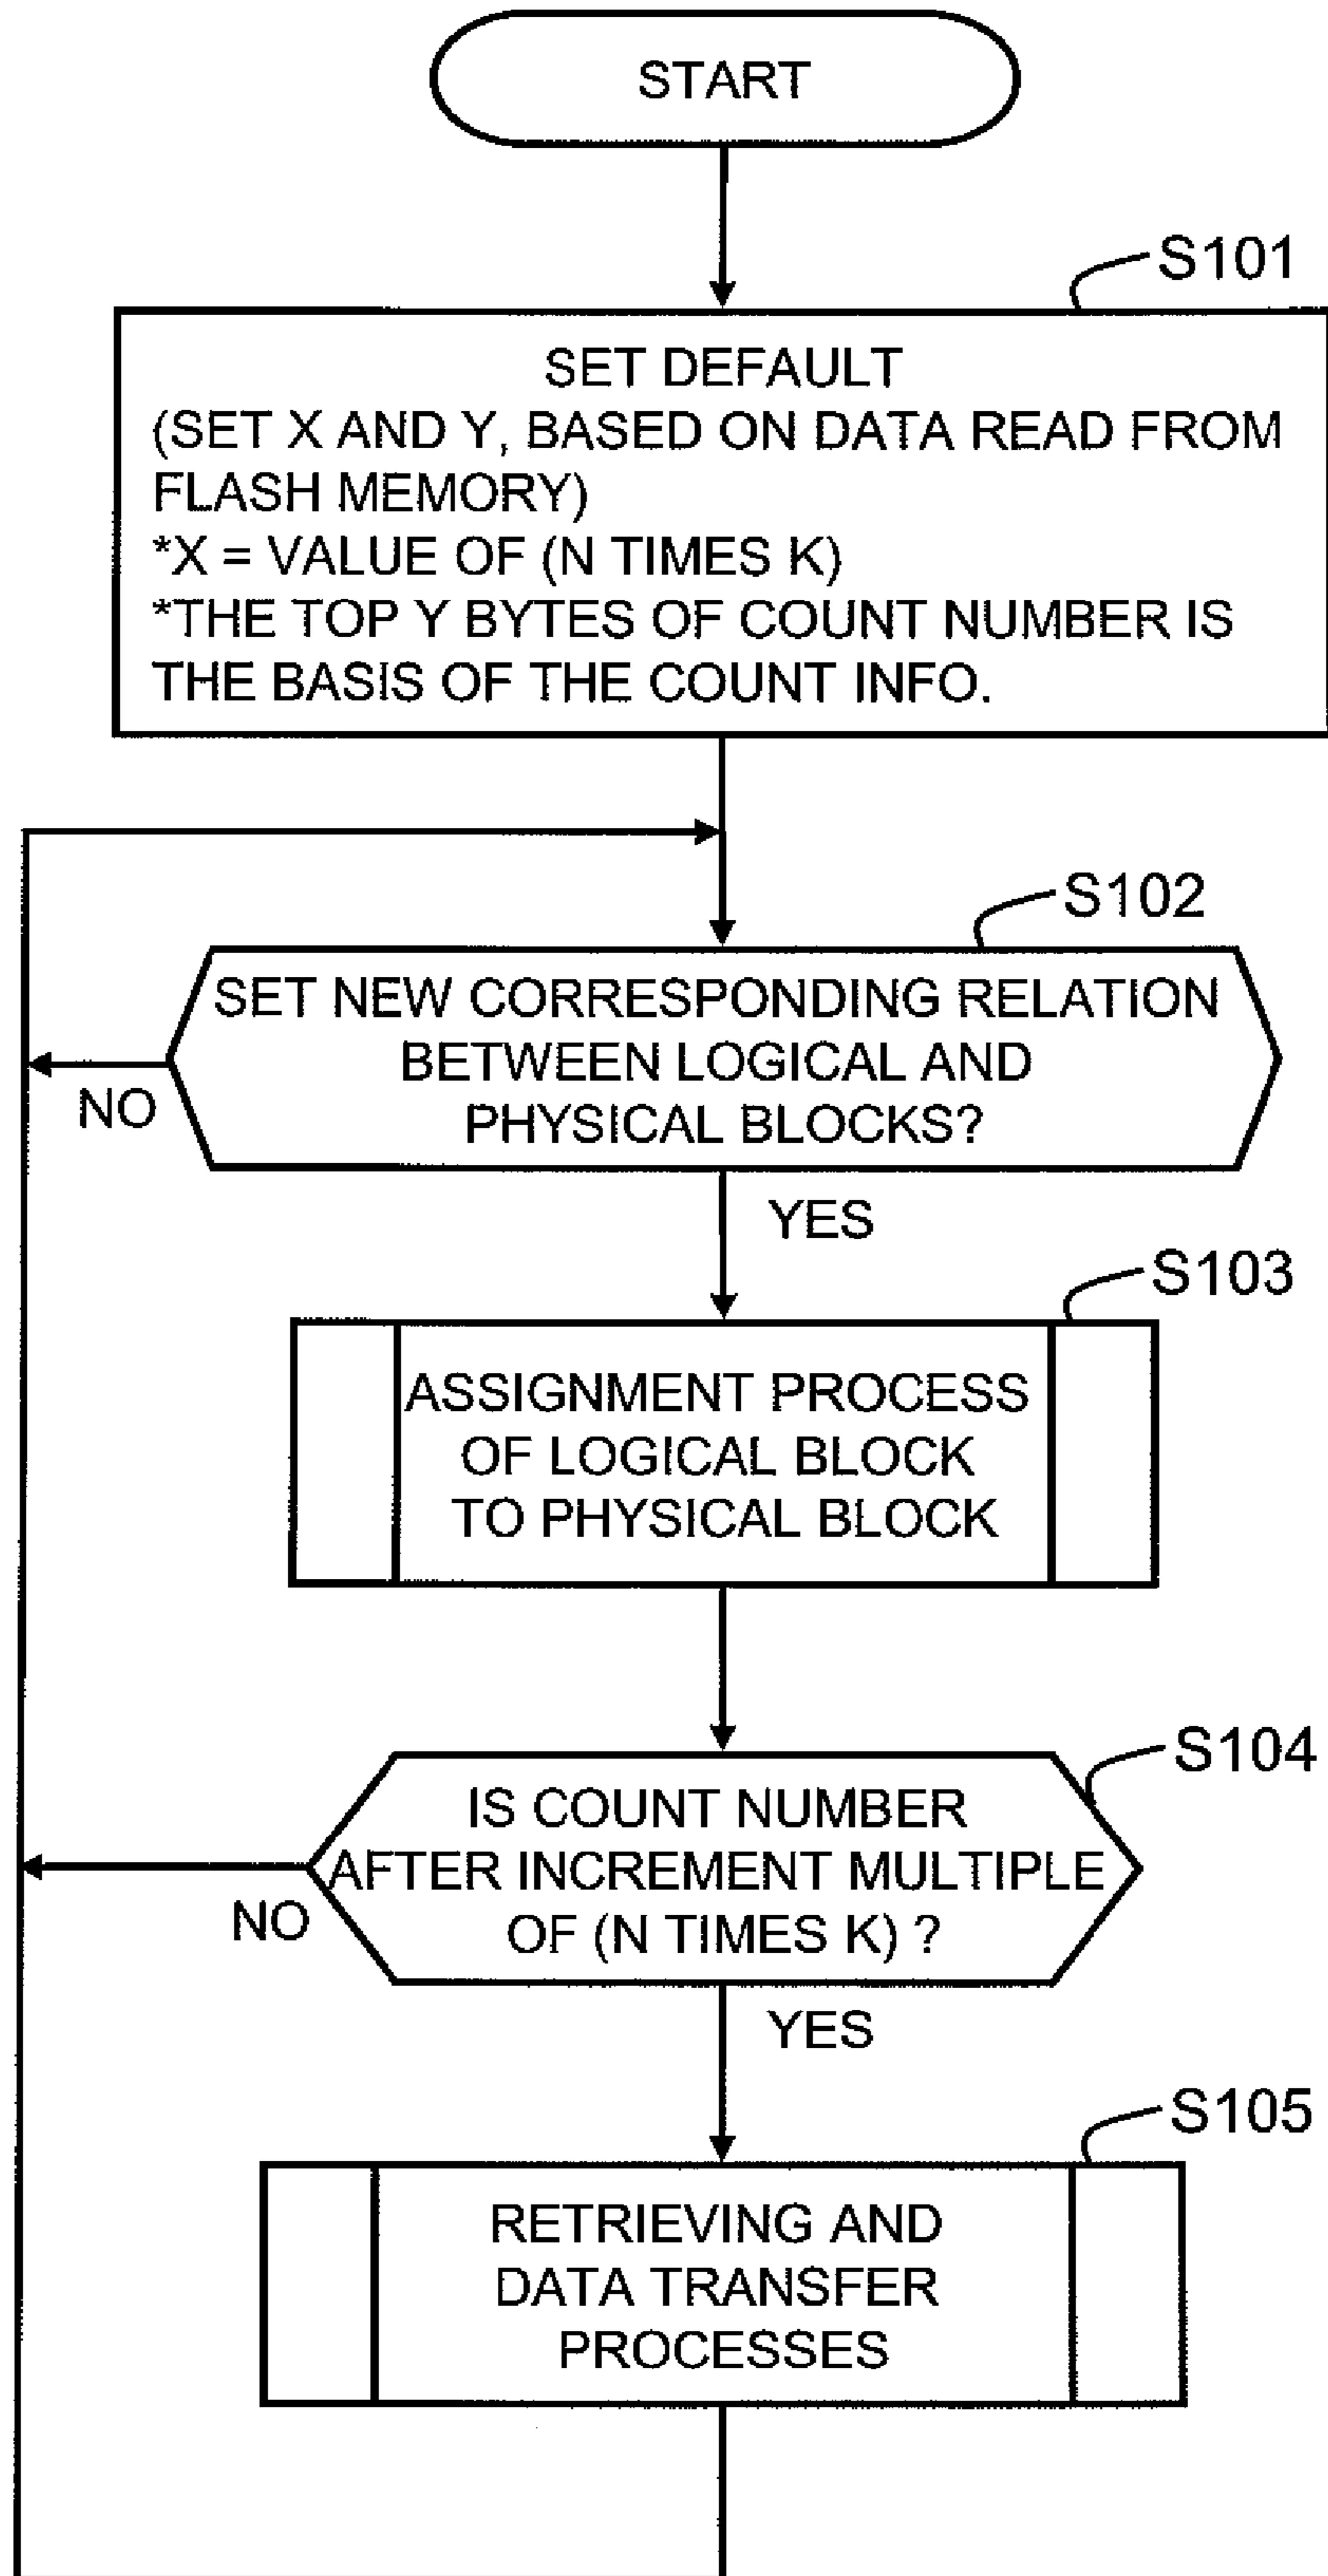 START
S101
SET DEFAULT
(SET X AND Y, BASED ON DATA READ FROM
FLASH MEMORY)
*X = VALUE OF (N TIMES K)
*THE TOP Y BYTES OF COUNT NUMBER IS
THE BASIS OF THE COUNT INFO.
S102
SET NEW CORRESPONDING RELATION
BETWEEN LOGICAL AND
PHYSICAL BLOCKS?
NO
YES
S103
ASSIGNMENT PROCESS
OF LOGICAL BLOCK
TO PHYSICAL BLOCK
S104
IS COUNT NUMBER
AFTER INCREMENT MULTIPLE
OF (N TIMES K) ?
NO
YES
S105
RETRIEVING AND
DATA TRANSFER
PROCESSES